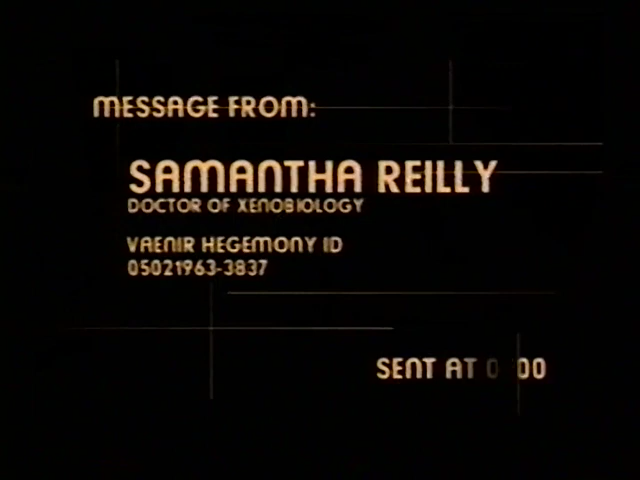 MESSAGE FROM:
SAMANTHA REILLY
DOCTOR OF XENOBIOLOGY
VAENIR HEGEMONY ID
05021963-3837
SENT AT